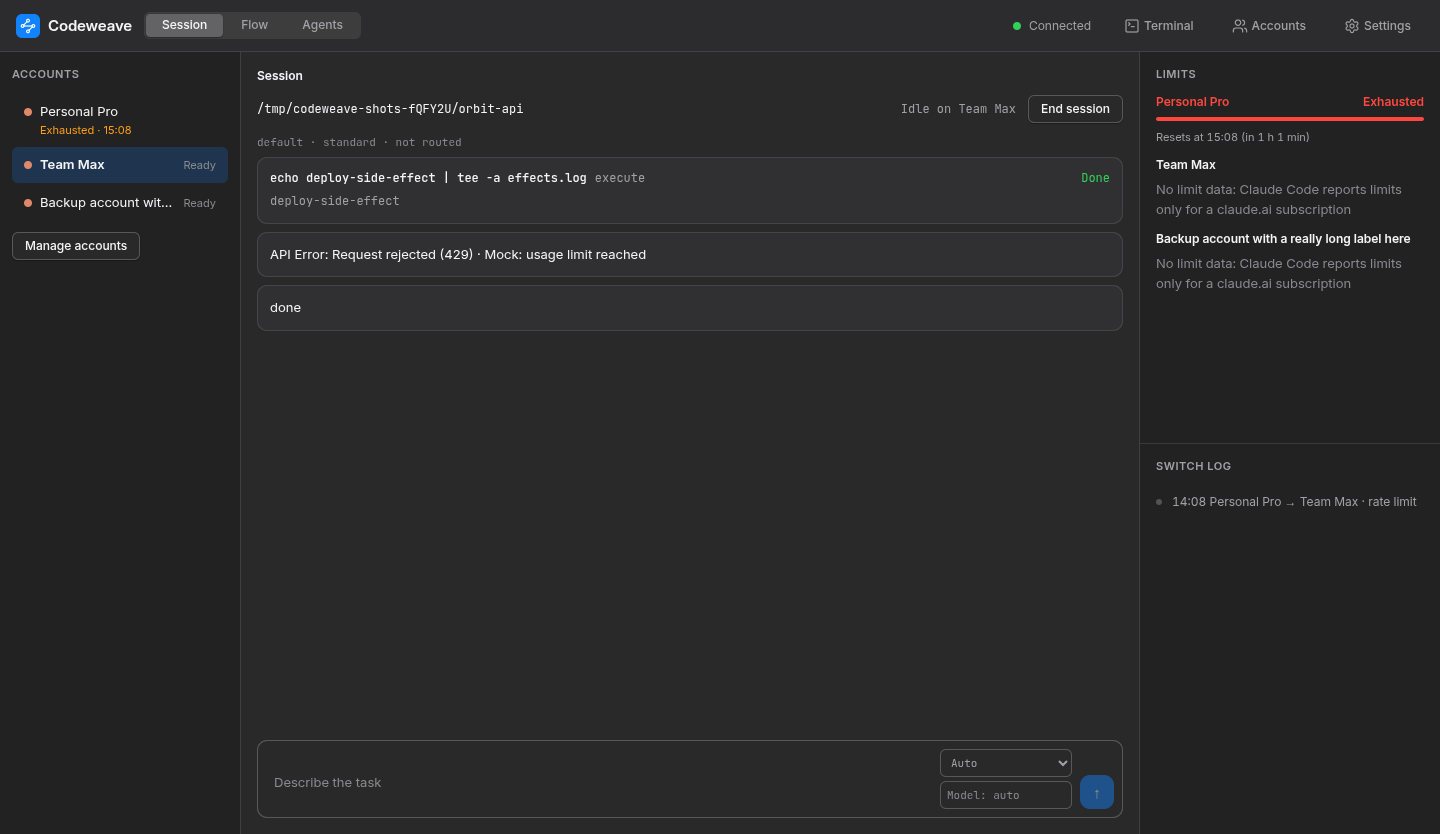 Codeweave
Session
Flow
Agents
Connected
Terminal
Accounts
Settings
ACCOUNTS
Personal Pro
Exhausted · 15:08
Team Max
Ready
Backup account wit...
Ready
Manage accounts
Session
/tmp/codeweave-shots-fQFY2U/orbit-api
Idle on Team Max
End session
default · standard · not routed
echo deploy-side-effect | tee -a effects.log execute
Done
deploy-side-effect
API Error: Request rejected (429) · Mock: usage limit reached
done
Describe the task
Auto
Model: auto
↑
LIMITS
Personal Pro
Exhausted
Resets at 15:08 (in 1 h 1 min)
Team Max
No limit data: Claude Code reports limits
only for a claude.ai subscription
Backup account with a really long label here
No limit data: Claude Code reports limits
only for a claude.ai subscription
SWITCH LOG
14:08 Personal Pro → Team Max · rate limit